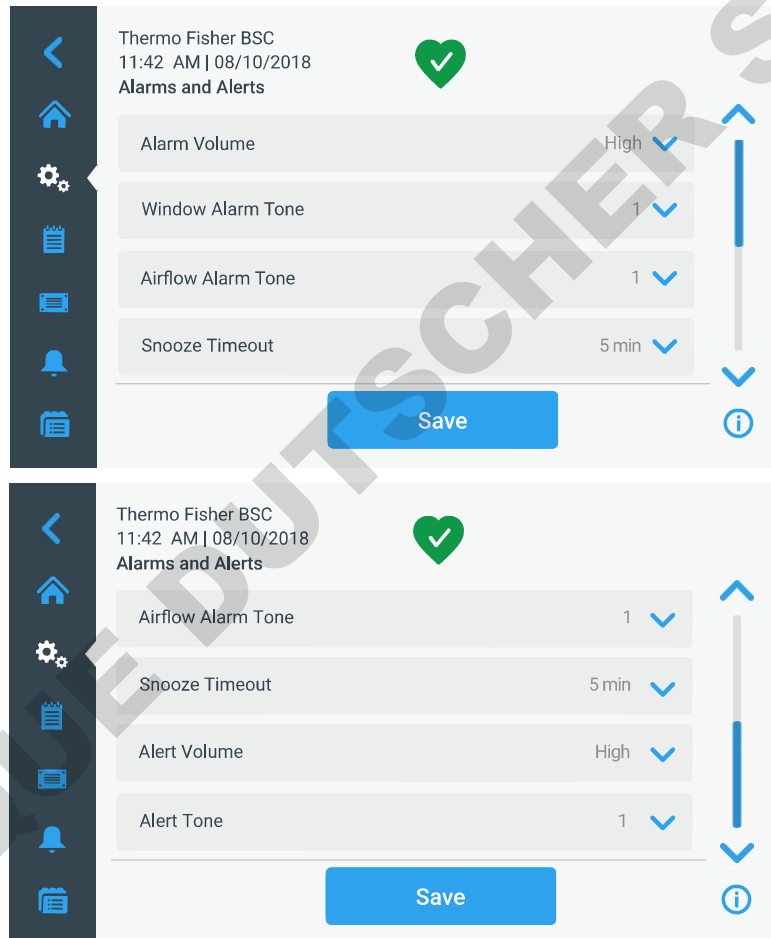 Thermo Fisher BSC
11:42 AM | 08/10/2018
Alarms and Alerts
Alarm Volume High
Window Alarm Tone 1
Airflow Alarm Tone 1
Snooze Timeout 5 min
Save
Thermo Fisher BSC
11:42 AM | 08/10/2018
Alarms and Alerts
Airflow Alarm Tone 1
Snooze Timeout 5 min
Alert Volume High
Alert Tone 1
Save
QUE DUTSCHER S